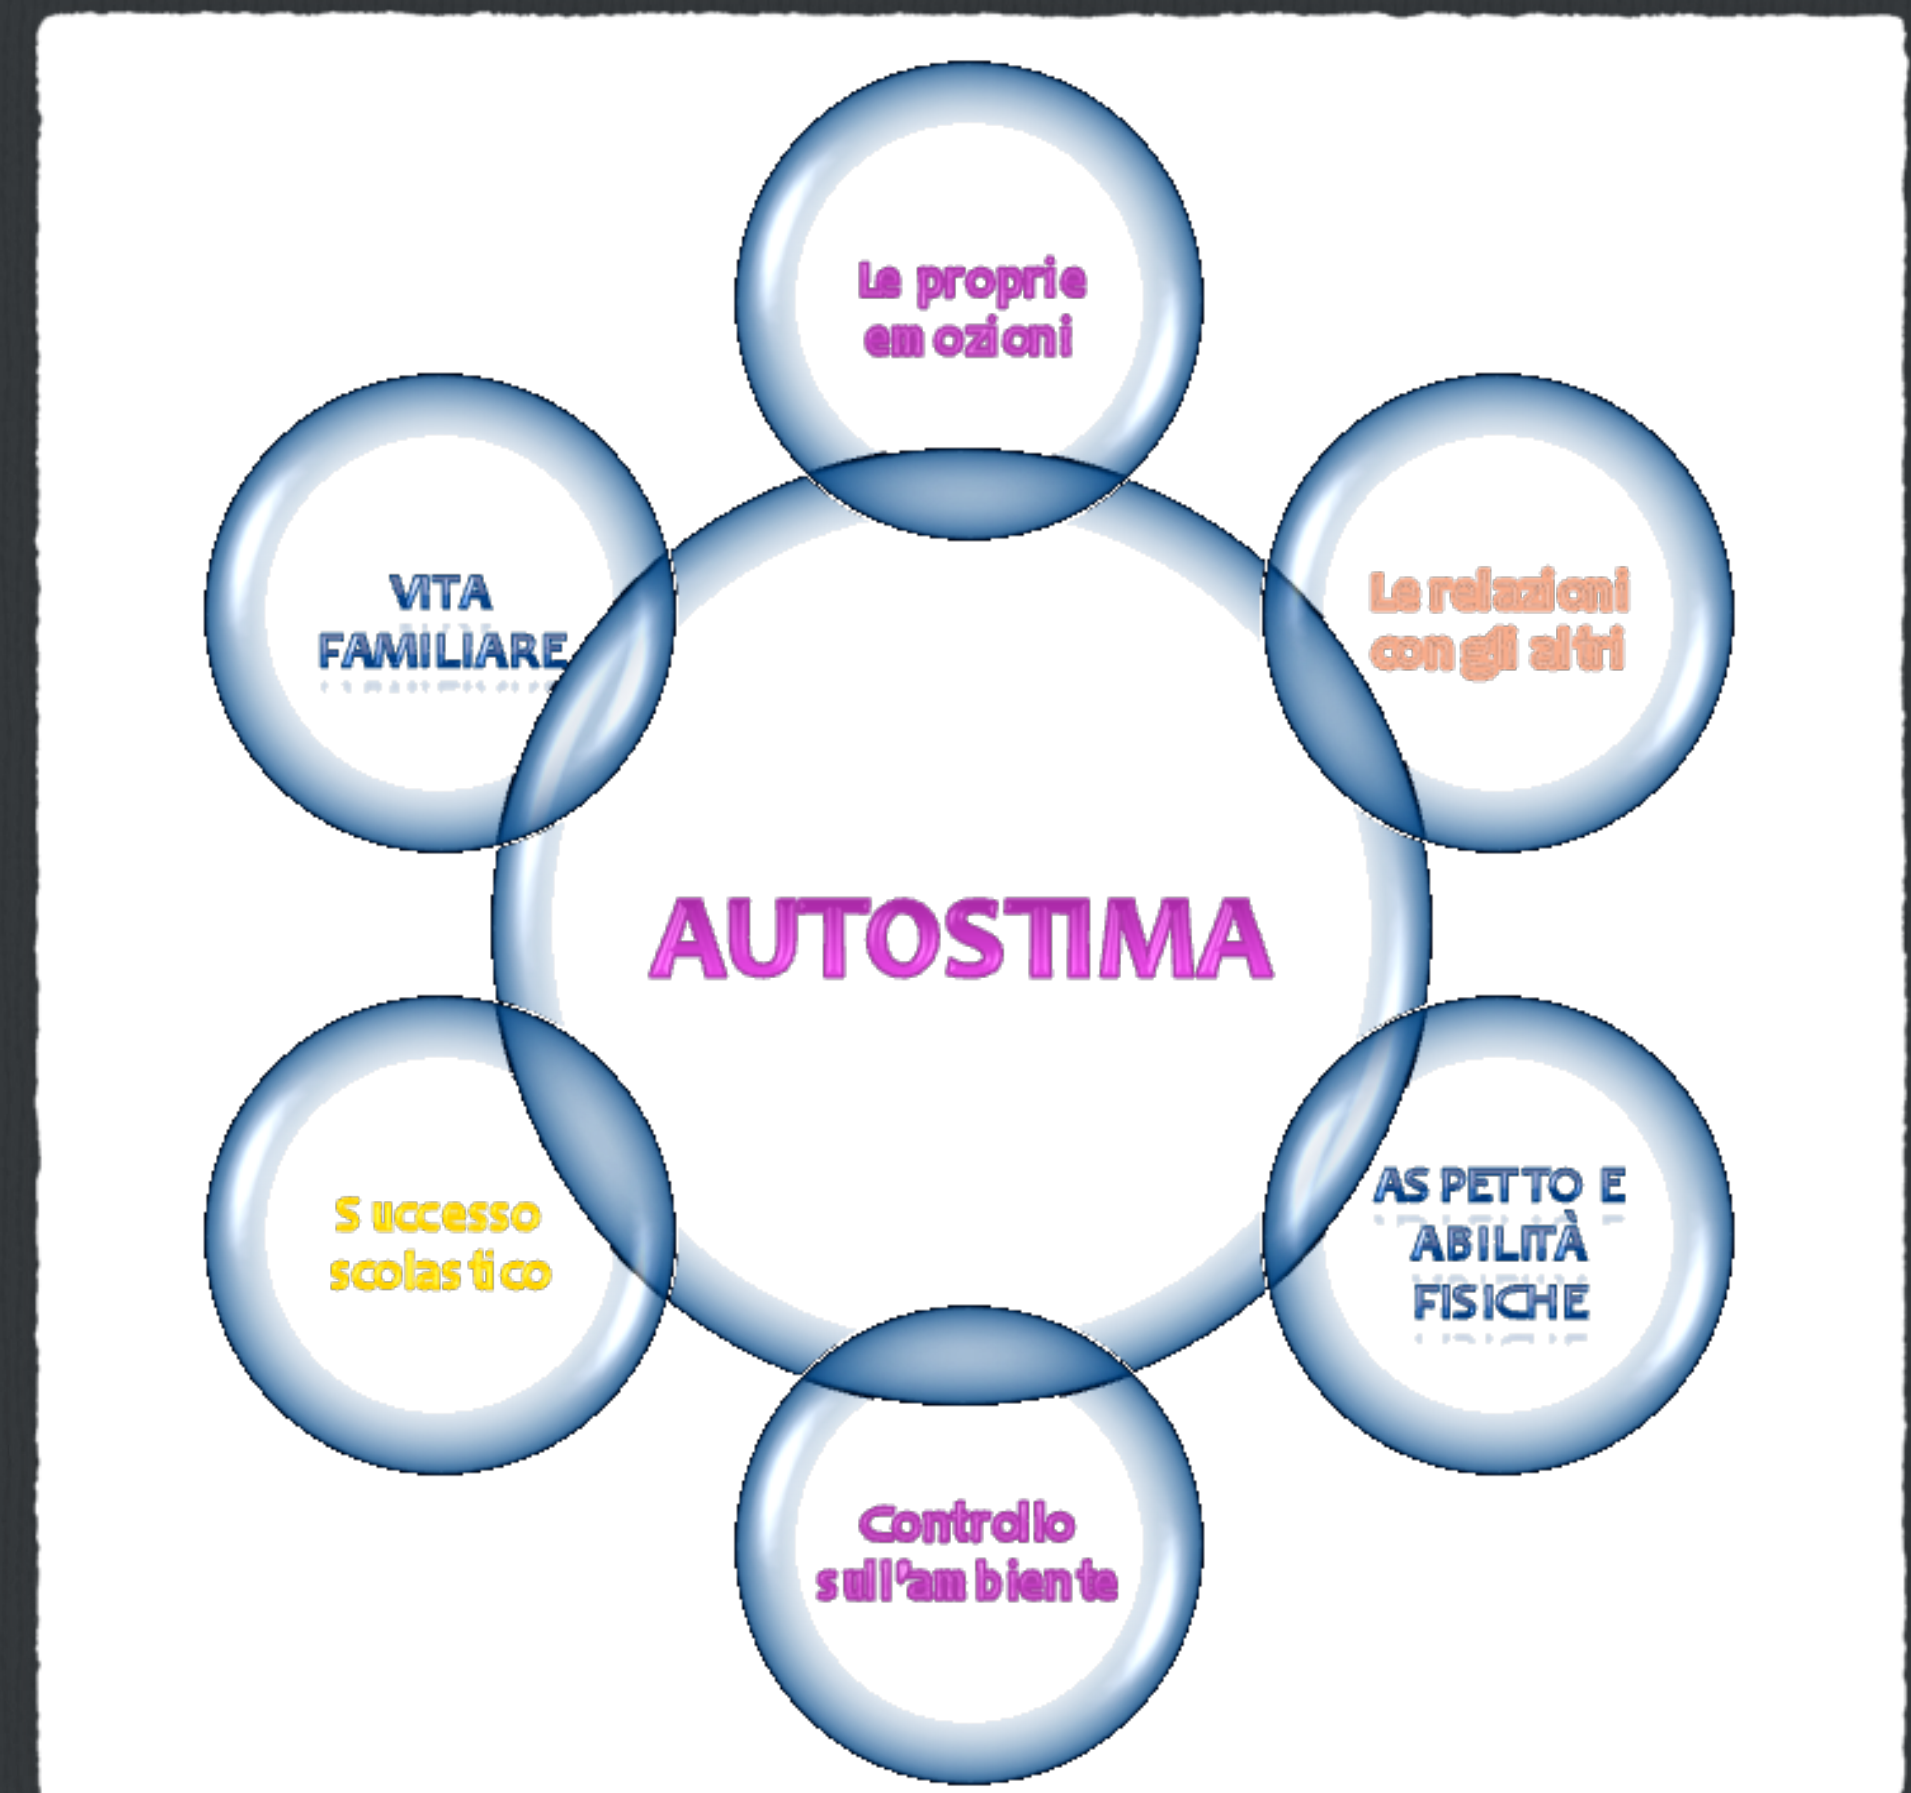 Le proprie
emozioni
VITA
FAMILIARE
Le relazioni
con gli altri
AUTOSTIMA
Successo
scolastico
ASPETTO E
ABILITÀ
FISICHE
Controllo
sull'ambiente